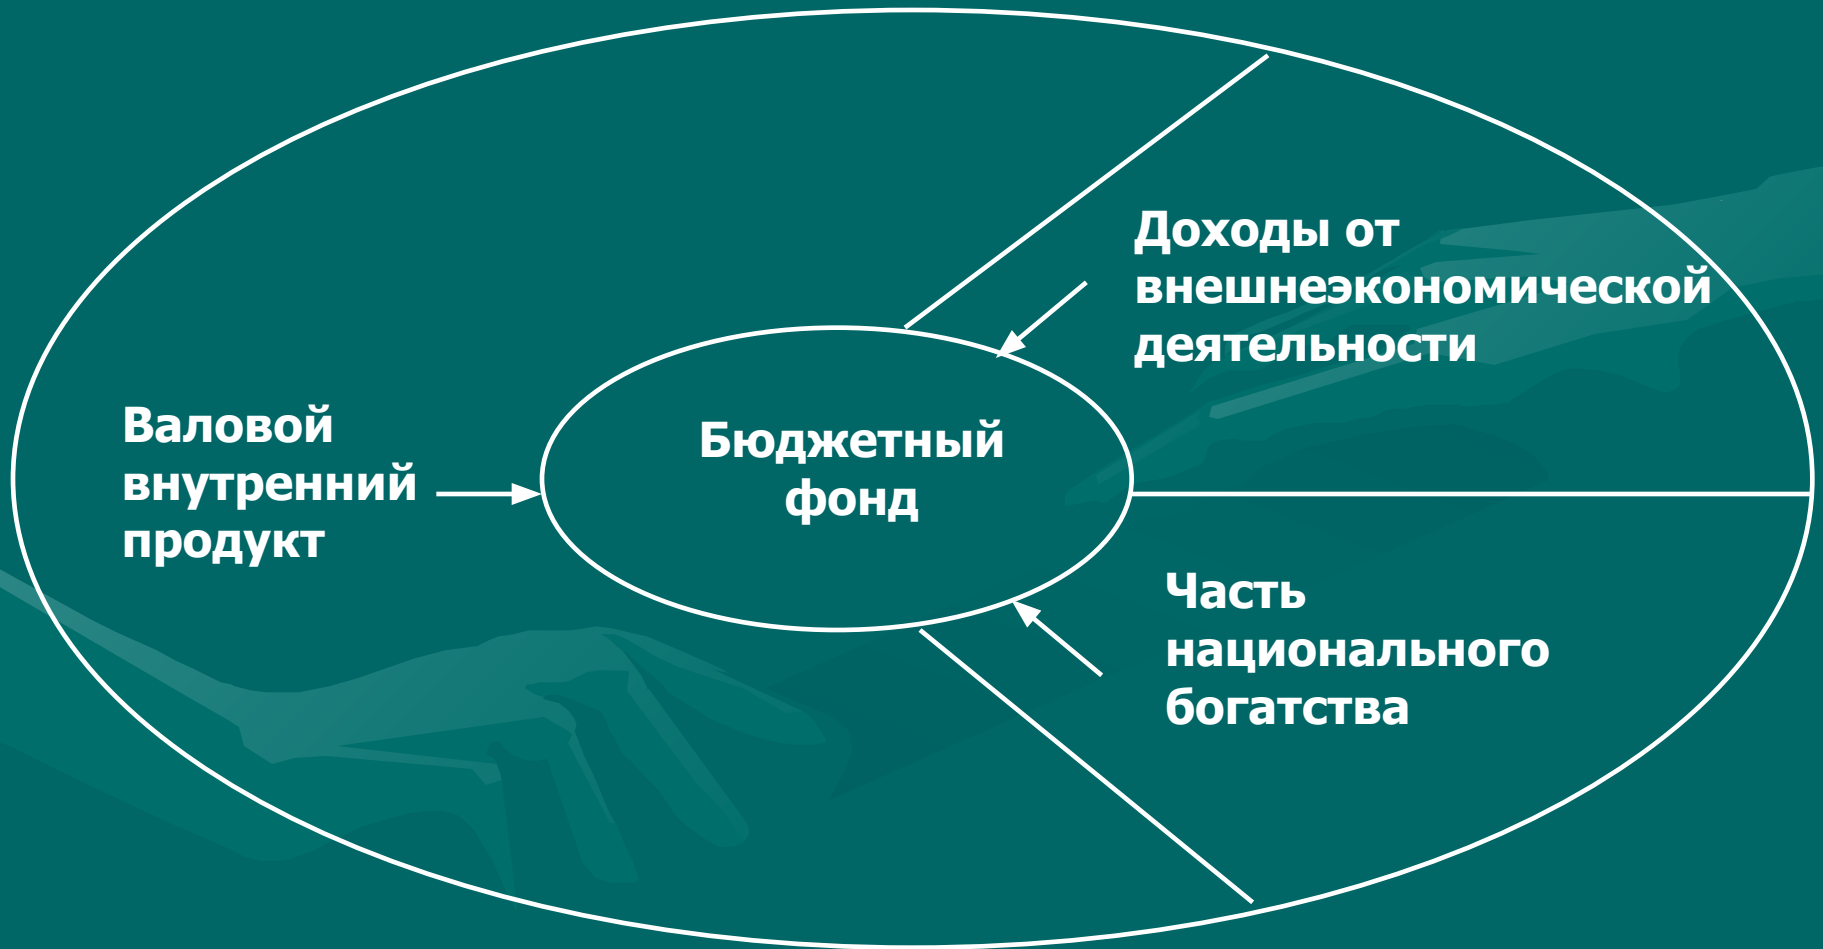 Доходы от
внешнеэкономической
деятельности
Валовой
внутренний
продукт
Бюджетный
фонд
Часть
национального
богатства